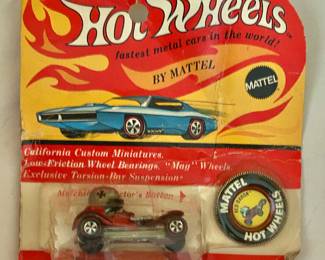 Hot Wheels
fastest metal cars in the world!
BY MATTEL
MATTEL
California Custom Miniatures.
Low-Friction Wheel Bearings. "Mag" Wheels.
Exclusive Torsion-Bar Suspension
Button
MATTEL
HOT WHEELS